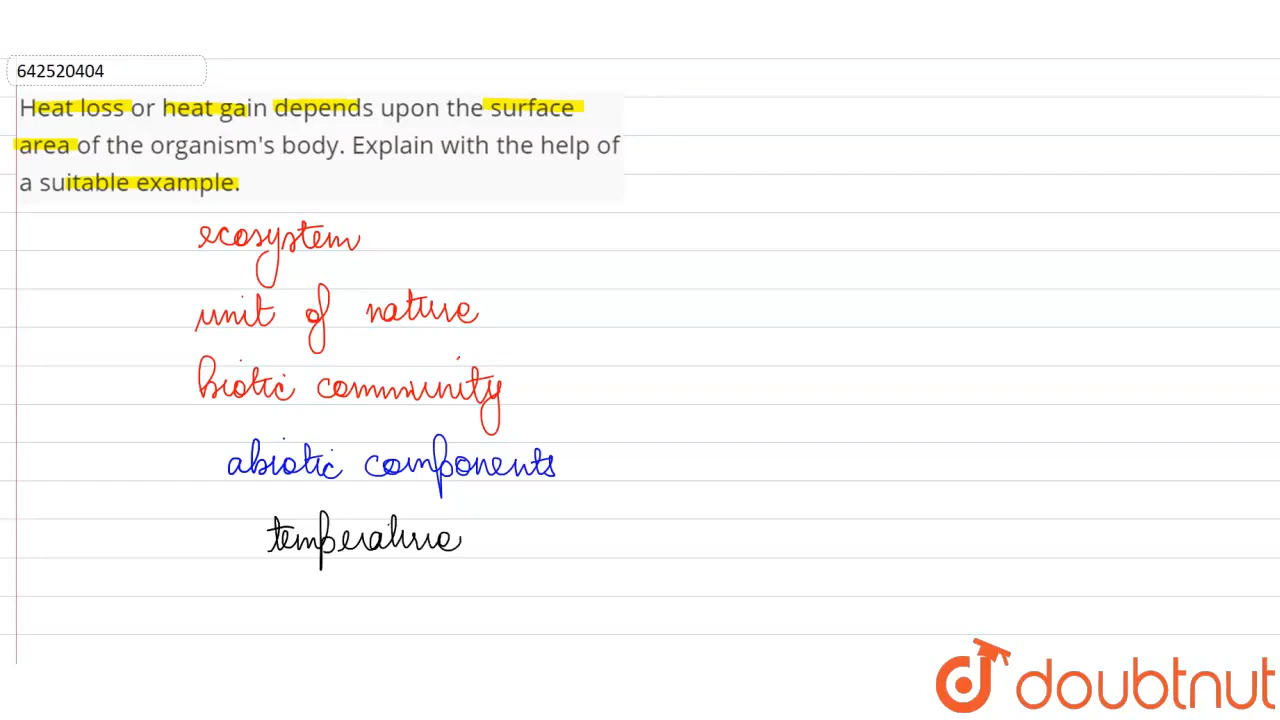 642520404
Heat loss or heat gain depends upon the surface
area of the organism's body. Explain with the help of
a suitable example.
ecosystem
unit of nature
biotic community
abiotic components
temperature
doubtnut